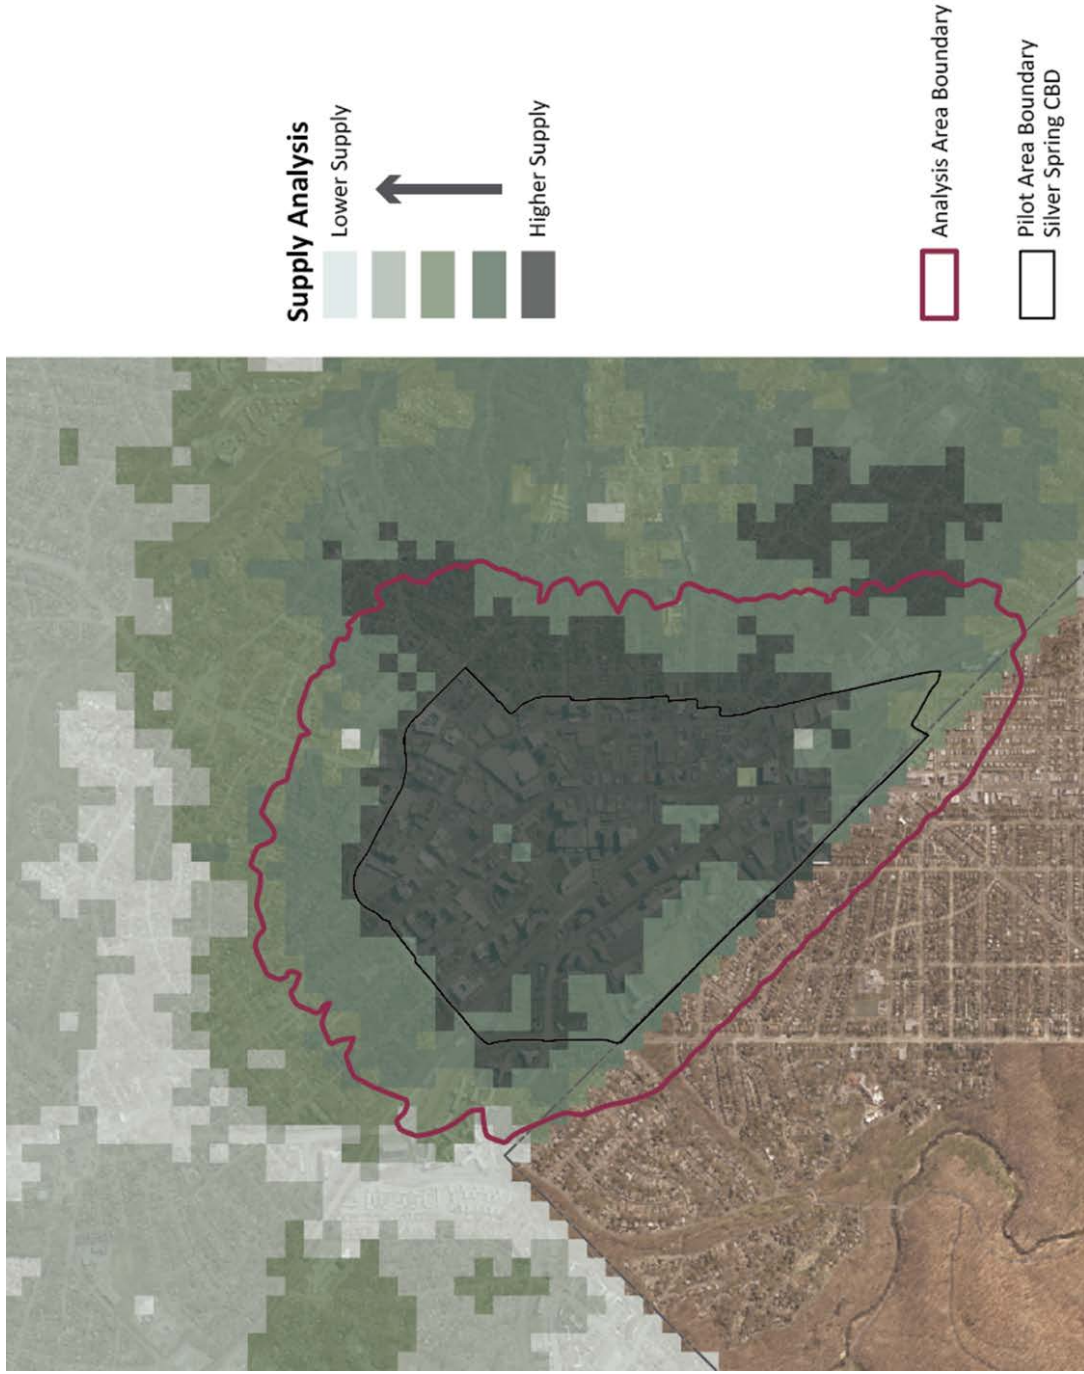 Supply Analysis
Lower Supply
Higher Supply
Analysis Area Boundary
Pilot Area Boundary
Silver Spring CBD